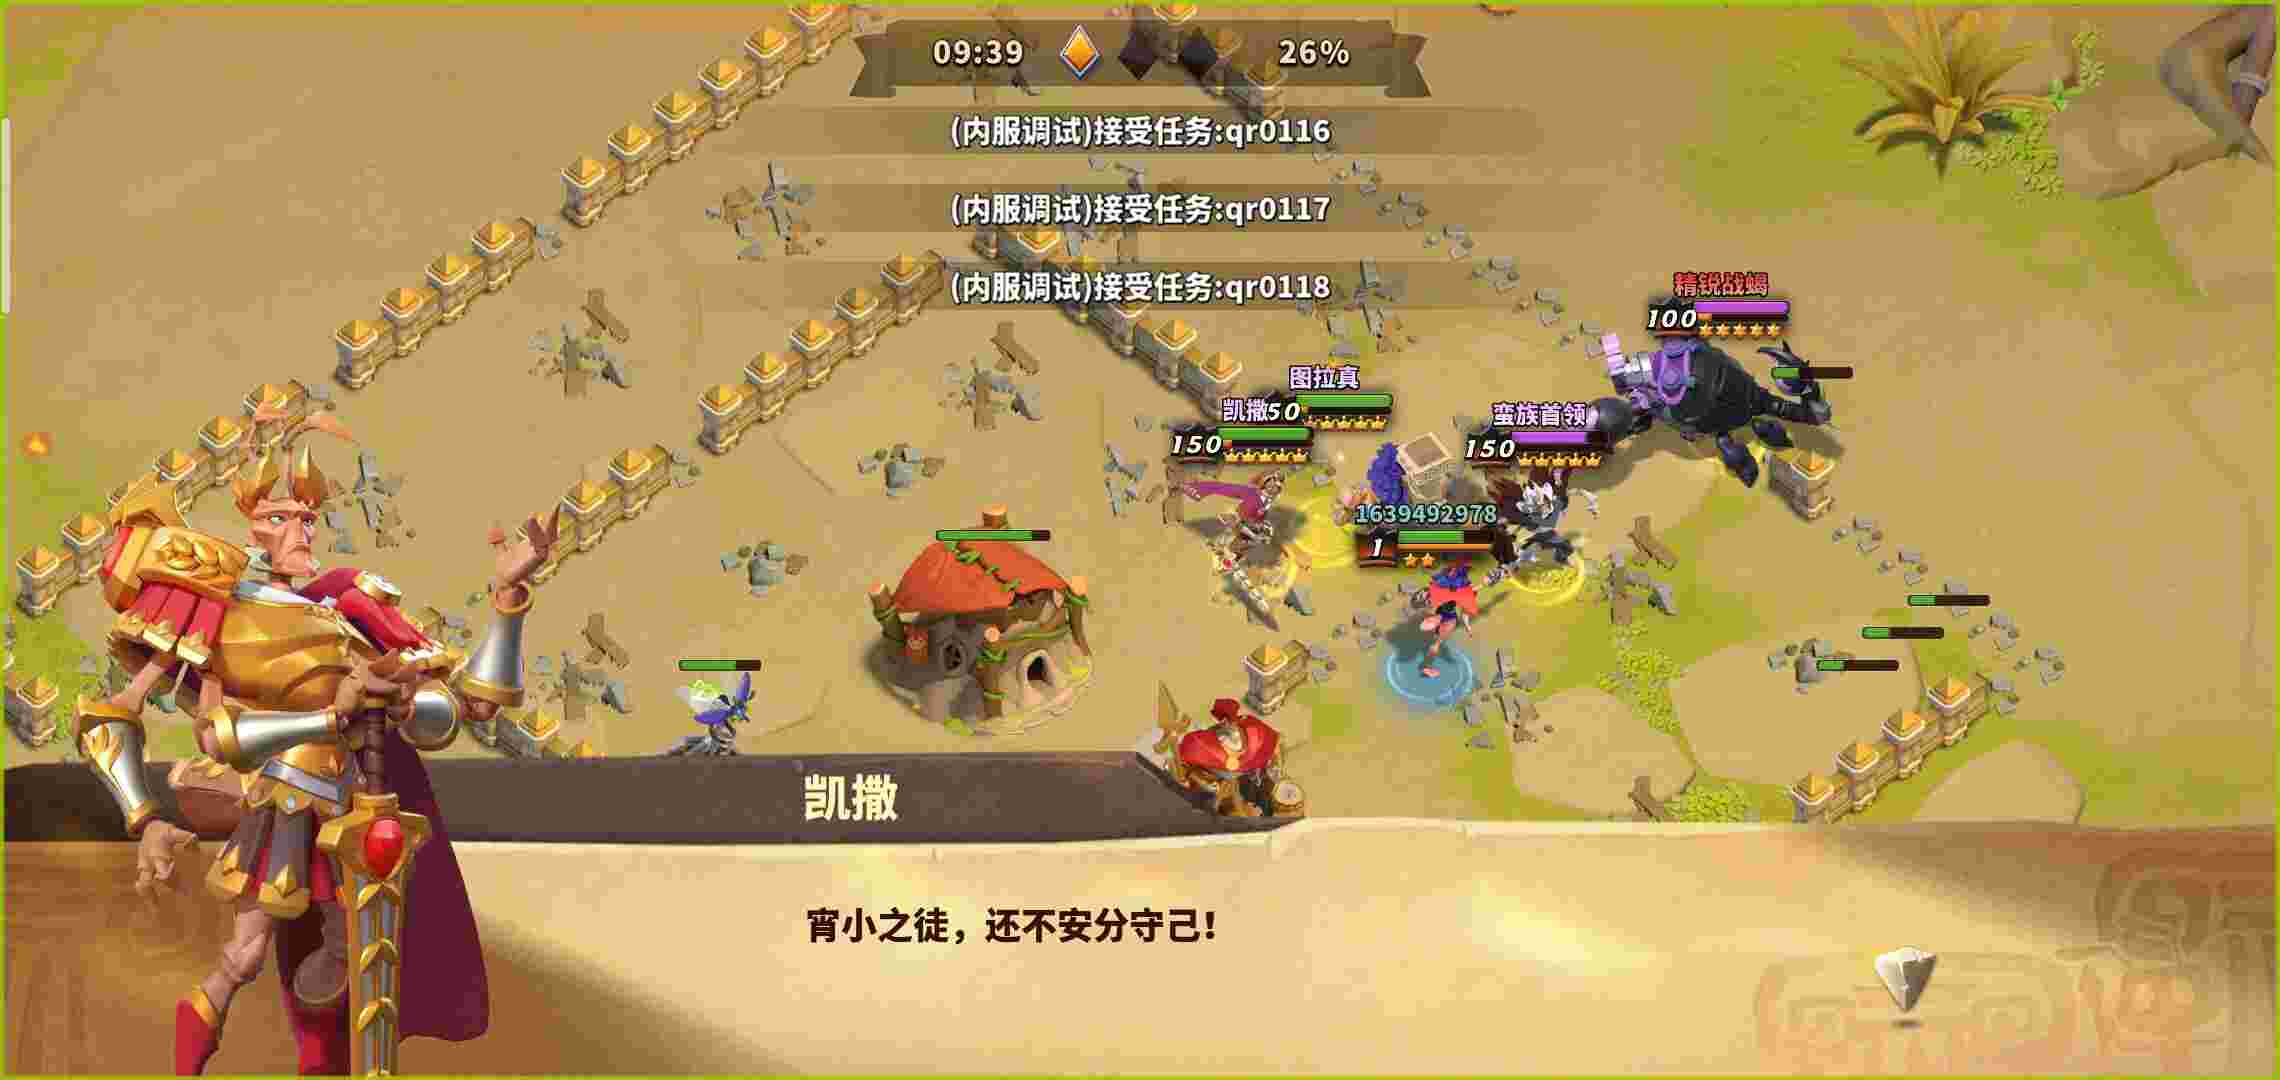 09:39 26%
(内服调试)接受任务:qr0116
(内服调试)接受任务:qr0117
(内服调试)接受任务:qr0118
精锐战蝎
100
图拉真
凯撒 50
150
蛮族首领
150
1639492978
1
凯撒
宵小之徒，还不安分守己!